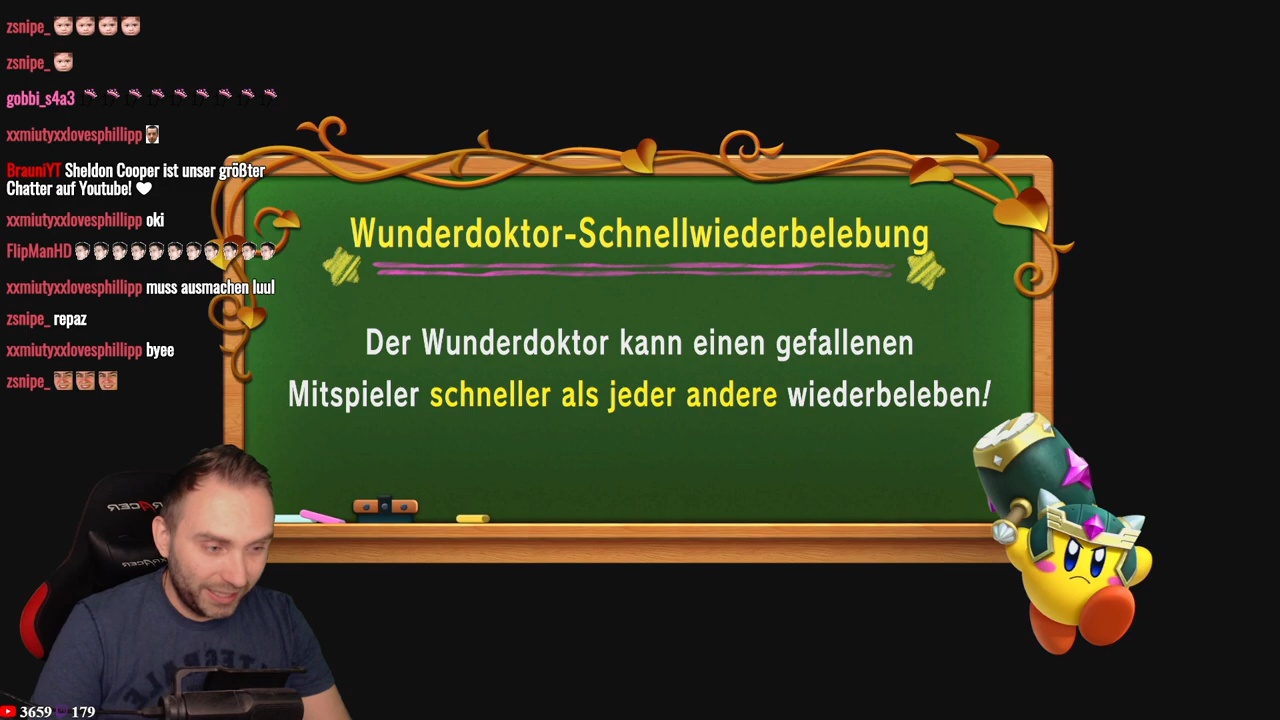 zsnipe_
zsnipe_
gobbi_s4a3
xxmiutyxxlovesphillipp
BrauniYT Sheldon Cooper ist unser größter
Chatter auf Youtube!
xxmiutyxxlovesphillipp oki
FlipManHD
xxmiutyxxlovesphillipp muss ausmachen luul
zsnipe_ repaz
xxmiutyxxlovesphillipp byee
zsnipe_
Wunderdoktor-Schnellwiederbelebung
Der Wunderdoktor kann einen gefallenen
Mitspieler schneller als jeder andere wiederbeleben!
3659 179